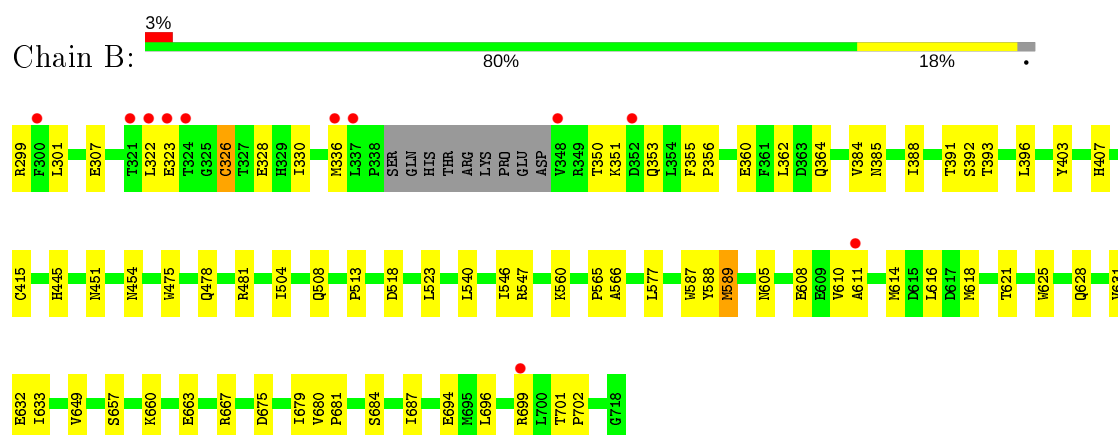 3%
Chain B:
80% 18% •
R299 F300 L301 E307 T321 L322 E323 T324 G325 C326 T327 E328 H329 I330 M336 L337 P338 SER GLN HIS THR ARG LYS PRO GLU ASP V348 R349 T350 K351 D352 Q353 L354 F355 P356 E360 F361 L362 D363 Q364 V384 N385 I388 T391 S392 T393 L396 Y403 H407
C415 H445 N451 N454 W475 Q478 R481 I504 Q508 P513 D518 L523 L540 I546 R547 K560 P565 A566 L577 W587 Y588 M589 N605 E608 E609 V610 A611 M614 D615 L616 D617 M618 T621 W625 Q628 V631
E632 I633 V649 S657 K660 E663 R667 D675 I679 V680 P681 S684 I687 E694 M695 L696 R699 L700 T701 P702 G718